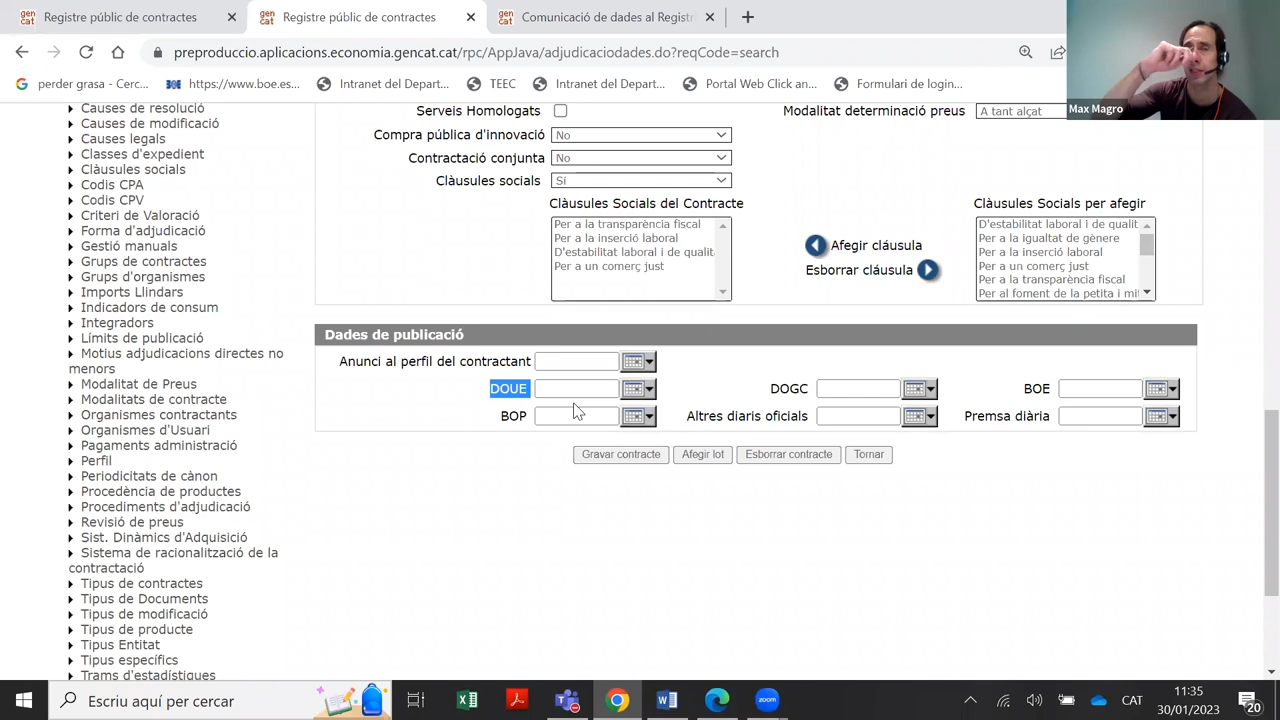 gen cat Registre públic de contractes
gen cat Registre públic de contractes
gen cat Comunicació de dades al Registr
preproduccio.aplicacions.economia.gencat.cat/rpc/AppJava/adjudicaciodades.do?reqCode=search
perder grasa - Cerc...
https://www.boe.es...
Intranet del Depart...
TEEC
Intranet del Depart...
Portal Web Click an...
Formulari de login...
Max Magro
Causes de resolució
Causes de modificació
Causes legals
Classes d'expedient
Clàusules socials
Codis CPA
Codis CPV
Criteri de Valoració
Forma d'adjudicació
Gestió manuals
Grups de contractes
Grups d'organismes
Imports Llindars
Indicadors de consum
Integradors
Límits de publicació
Motius adjudicacions directes no
menors
Modalitat de Preus
Modalitats de contracte
Organismes contractants
Organismes d'Usuari
Pagaments administració
Perfil
Periodicitats de cànon
Procedència de productes
Procediments d'adjudicació
Revisió de preus
Sist. Dinàmics d'Adquisició
Sistema de racionalització de la
contractació
Tipus de contractes
Tipus de Documents
Tipus de modificació
Tipus de producte
Tipus Entitat
Tipus específics
Trams d'estadístiques
Serveis Homologats
Modalitat determinació preus A tant alçat
Compra pública d'innovació No
Contractació conjunta No
Clàusules socials Sí
Clàusules Socials del Contracte
Per a la transparència fiscal
Per a la inserció laboral
D'estabilitat laboral i de qualit
Per a un comerç just
Afegir cláusula
Esborrar cláusula
Clàusules Socials per afegir
D'estabilitat laboral i de qualit
Per a la igualtat de gènere
Per a la inserció laboral
Per a un comerç just
Per a la transparència fiscal
Per al foment de la petita i mit
Dades de publicació
Anunci al perfil del contractant
DOUE DOGC BOE
BOP Altres diaris oficials Premsa diària
Gravar contracte Afegir lot Esborrar contracte Tornar
Escriu aquí per cercar
zoom
CAT
11:35
30/01/2023
20